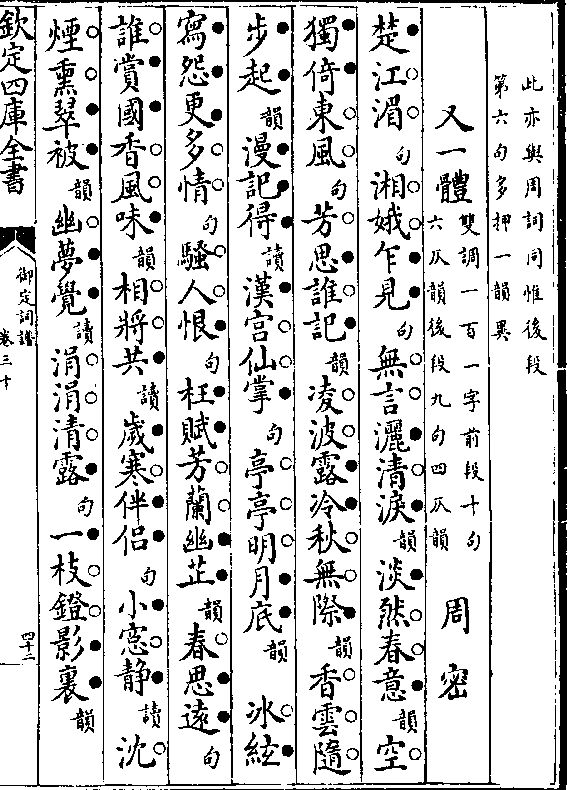 此亦與周詞同惟後段
第六句多押一韻異
又一體
雙調一百一字前段十句
六仄韻後段九句四仄韻
周密
楚江湄句湘娥乍見句無言灑清淚韻淡然春意韻空
獨倚東風句芳思誰記韻凌波露冷秋無際韻香雲隨
步起韻漫記得讀漢宫仙掌句亭亭明月底韻 冰絃
寫怨更多情句騷人恨句枉賦芳蘭幽芷韻春思遠句
誰賞國香風味韻相將共讀歲寒伴侣句小窓静讀沈
煙熏翠被韻幽夢覺讀涓涓清露句一枝鐙影裏韻
欽定四庫全書
御定詞譜
卷三十
四十二